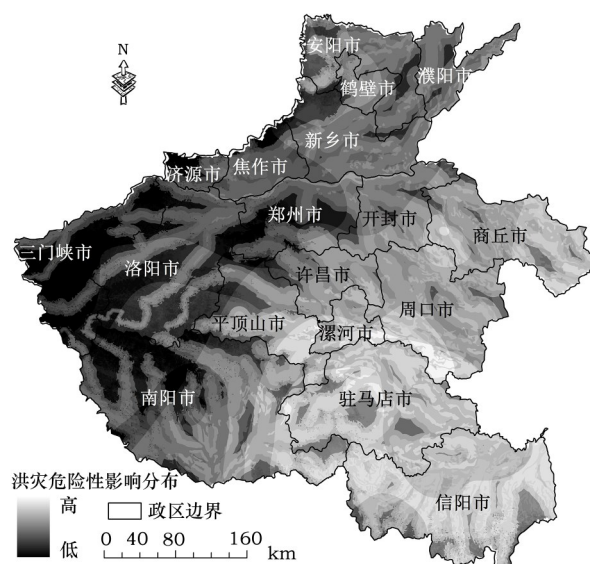 安阳市
N
濮阳市
鹤壁市
新乡市
焦作市
济源市
郑州市
开封市
商丘市
三门峡市
洛阳市
许昌市
周口市
平顶山市
漯河市
南阳市
驻马店市
洪灾危险性影响分布
信阳市
高
政区边界
低
0 40 80 160
km